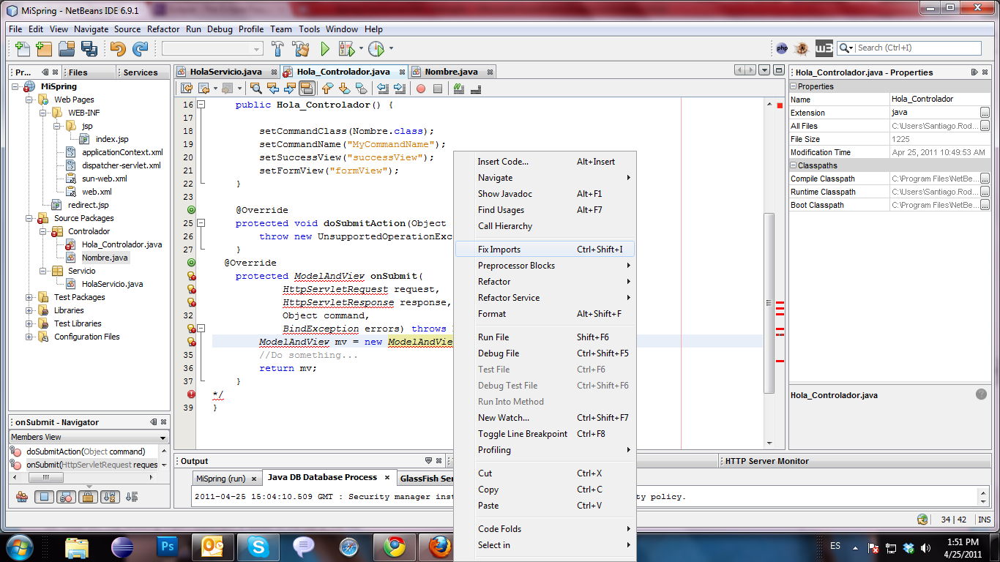 MiSpring - NetBeans IDE 6.9.1
File Edit View Navigate Source Refactor Run Debug Profile Team Tools Window Help
php w3 Search (Ctrl+I)
Pr... Files Services
MiSpring
Web Pages
WEB-INF
jsp
index.jsp
applicationContext.xml
dispatcher-servlet.xml
sun-web.xml
web.xml
redirect.jsp
Source Packages
Controlador
Hola_Controlador.java
Nombre.java
Servicio
HolaServicio.java
Test Packages
Libraries
Test Libraries
Configuration Files
onSubmit - Navigator
Members View
doSubmitAction(Object command)
onSubmit(HttpServletRequest reques
HolaServicio.java Hola_Controlador.java Nombre.java
16 public Hola_Controlador() {
17
18 setCommandClass(Nombre.class);
19 setCommandName("MyCommandName");
20 setSuccessView("successView");
21 setFormView("formView");
22 }
23
@Override
25 protected void doSubmitAction(Object
26 throw new UnsupportedOperationExc
27 }
@Override
protected ModelAndView onSubmit(
HttpServletRequest request,
HttpServletResponse response,
32 Object command,
BindException errors) throws
ModelAndView mv = new ModelAndVie
35 //Do something...
36 return mv;
37 }
*/
39 }
Insert Code... Alt+Insert
Navigate
Show Javadoc Alt+F1
Find Usages Alt+F7
Call Hierarchy
Fix Imports Ctrl+Shift+I
Preprocessor Blocks
Refactor
Refactor Service
Format Alt+Shift+F
Run File Shift+F6
Debug File Ctrl+Shift+F5
Test File Ctrl+F6
Debug Test File Ctrl+Shift+F6
Run Into Method
New Watch... Ctrl+Shift+F7
Toggle Line Breakpoint Ctrl+F8
Profiling
Cut Ctrl+X
Copy Ctrl+C
Paste Ctrl+V
Code Folds
Select in
Hola_Controlador.java - Properties
Properties
Name Hola_Controlador
Extension java ...
All Files C:\Users\Santiago.Rod... ...
File Size 1225
Modification Time Apr 25, 2011 10:49:53 AM
Classpaths
Compile Classpath C:\Program Files\NetBe... ...
Runtime Classpath C:\Program Files\NetBe... ...
Boot Classpath C:\Program Files\NetBe... ...
Hola_Controlador.java
Output
HTTP Server Monitor
MiSpring (run) Java DB Database Process GlassFish Ser
2011-04-25 15:04:10.509 GMT : Security manager inst
ty policy.
34 | 42 INS
Ps
ES
1:51 PM
4/25/2011